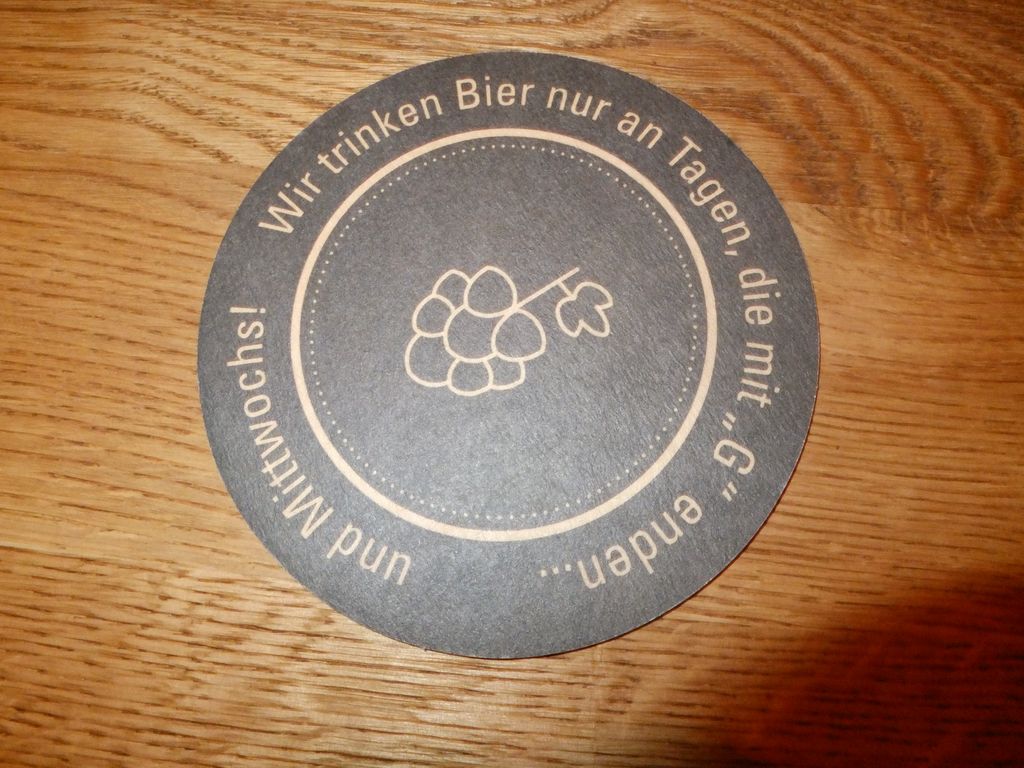 Wir trinken Bier nur an Tagen, die mit „G“ enden...
und Mittwochs!